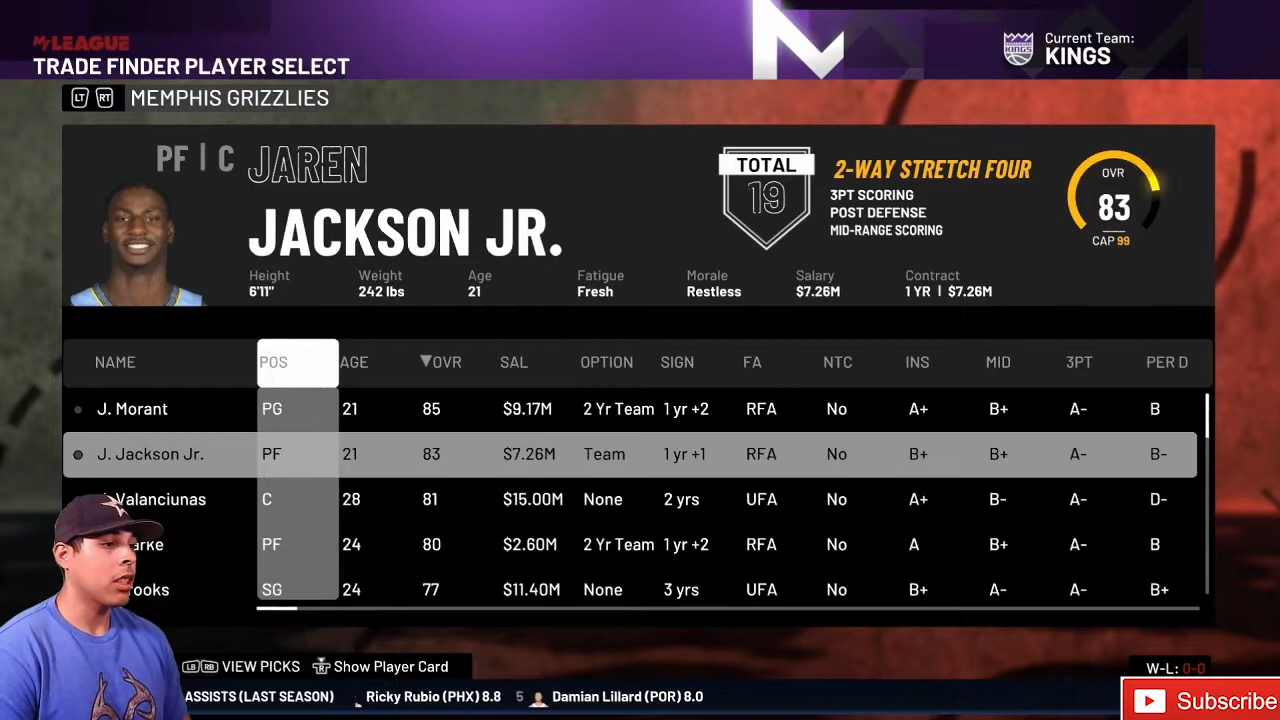 MyLEAGUE
TRADE FINDER PLAYER SELECT
Current Team:
KINGS
LT RT MEMPHIS GRIZZLIES
PF | C JAREN
JACKSON JR.
TOTAL
19
2-WAY STRETCH FOUR
3PT SCORING
POST DEFENSE
MID-RANGE SCORING
OVR
83
CAP 99
Height Weight Age Fatigue Morale Salary Contract
6'11" 242 lbs 21 Fresh Restless $7.26M 1 YR | $7.26M
NAME POS AGE ▼OVR SAL OPTION SIGN FA NTC INS MID 3PT PER D
J. Morant PG 21 85 $9.17M 2 Yr Team 1 yr +2 RFA No A+ B+ A- B
J. Jackson Jr. PF 21 83 $7.26M Team 1 yr +1 RFA No B+ B+ A- B-
Valanciunas C 28 81 $15.00M None 2 yrs UFA No A+ B- A- D-
arke PF 24 80 $2.60M 2 Yr Team 1 yr +2 RFA No A B+ A- B
rooks SG 24 77 $11.40M None 3 yrs UFA No B+ A- A- B+
LB RB VIEW PICKS R Show Player Card
W-L: 0-0
ASSISTS (LAST SEASON) Ricky Rubio (PHX) 8.8 5 Damian Lillard (POR) 8.0
Subscribe